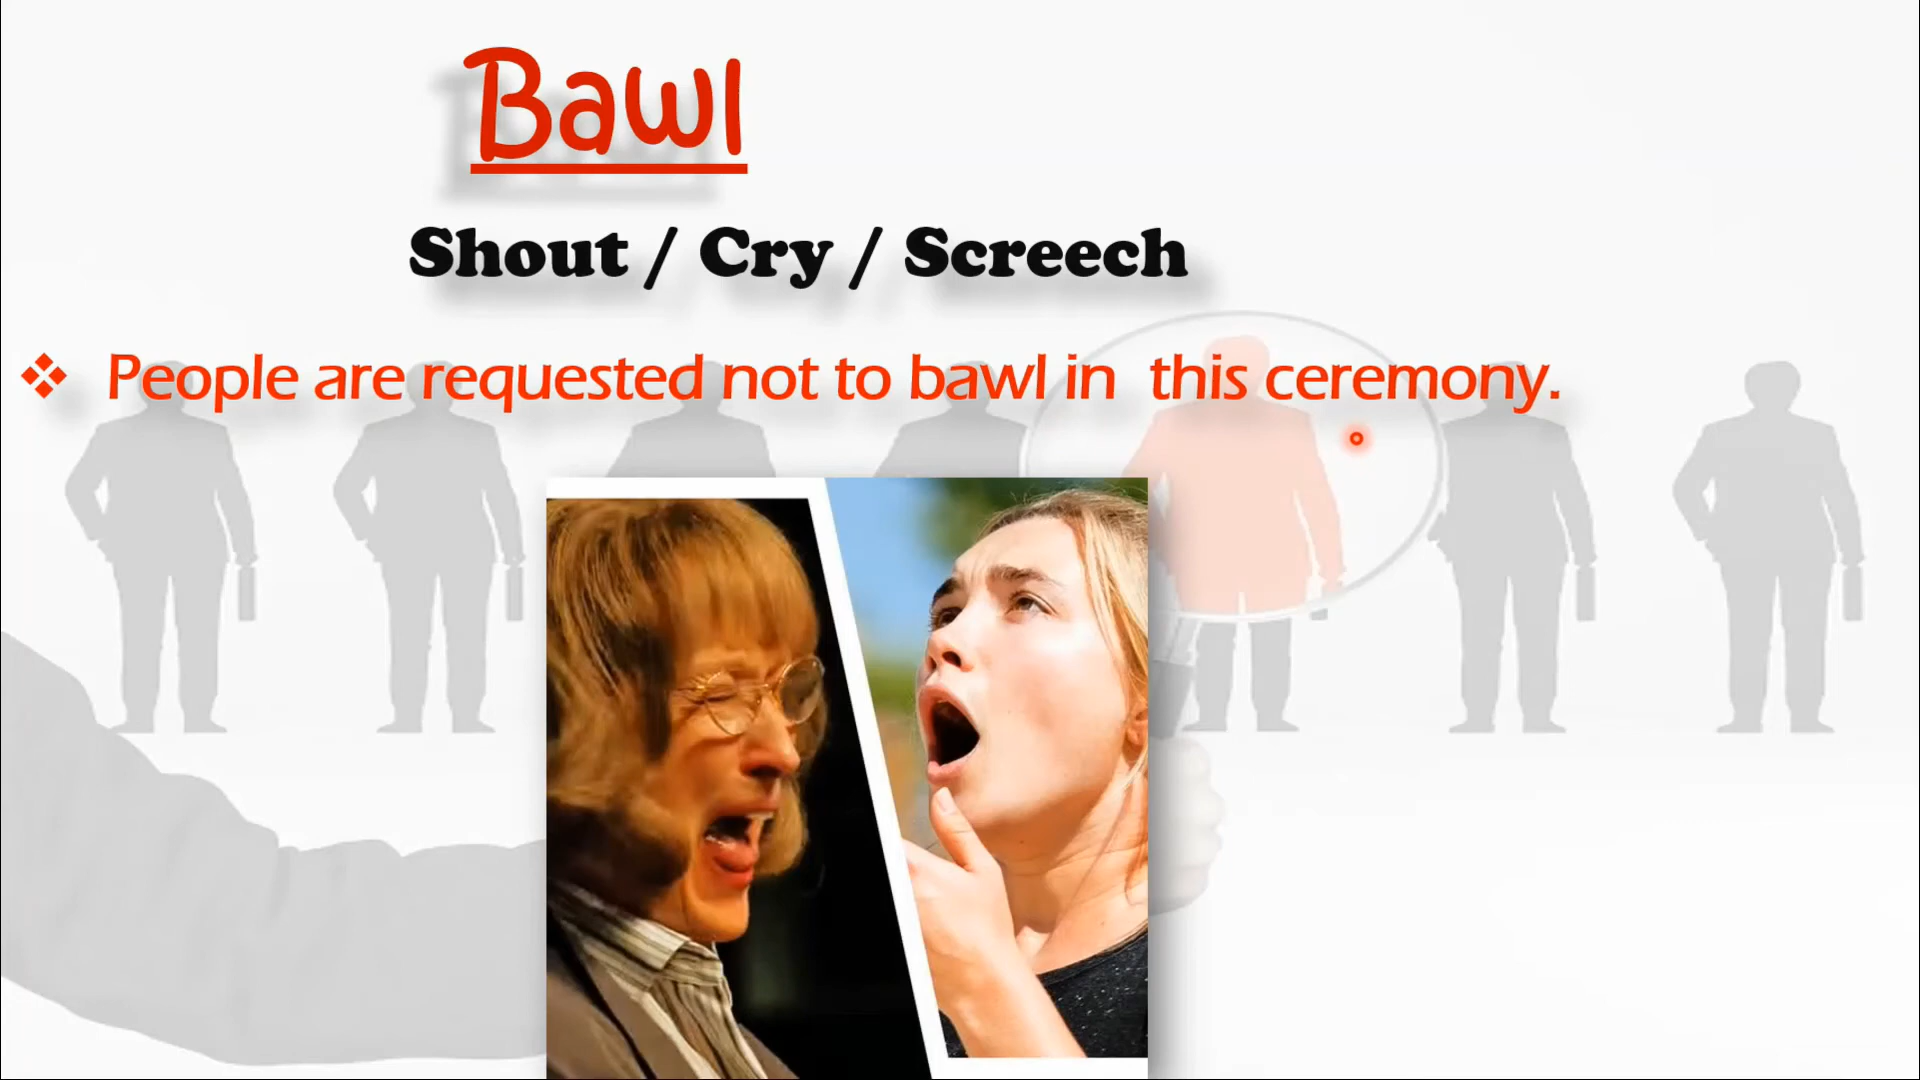 Bawl
Shout / Cry / Screech
People are requested not to bawl in this ceremony.